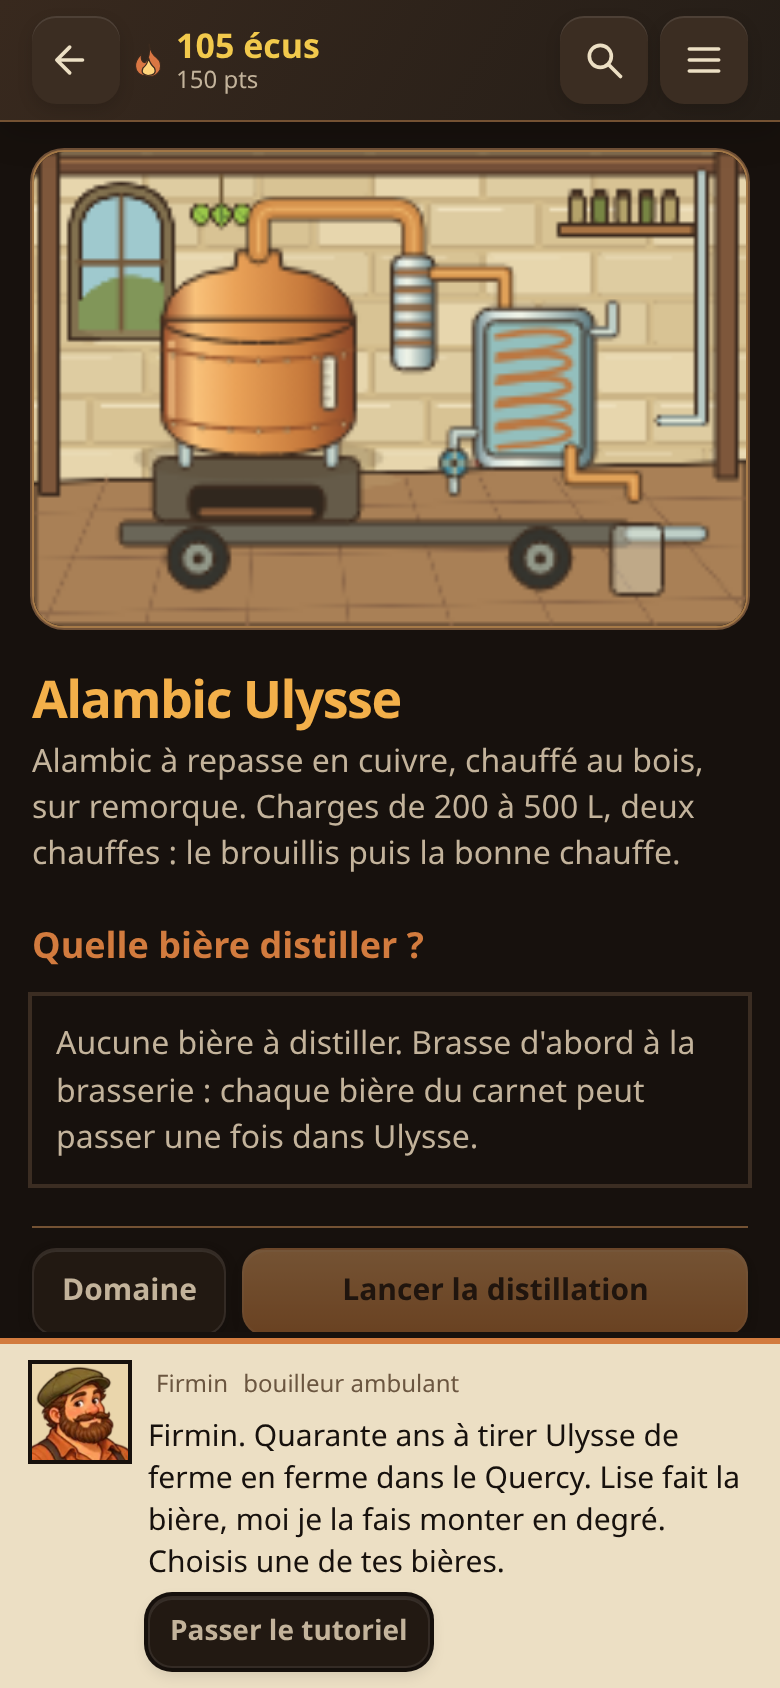 105 écus
150 pts
Alambic Ulysse
Alambic à repasse en cuivre, chauffé au bois,
sur remorque. Charges de 200 à 500 L, deux
chauffes : le brouillis puis la bonne chauffe.
Quelle bière distiller ?
Aucune bière à distiller. Brasse d'abord à la
brasserie : chaque bière du carnet peut
passer une fois dans Ulysse.
Domaine
Lancer la distillation
Firmin bouilleur ambulant
Firmin. Quarante ans à tirer Ulysse de
ferme en ferme dans le Quercy. Lise fait la
bière, moi je la fais monter en degré.
Choisis une de tes bières.
Passer le tutoriel